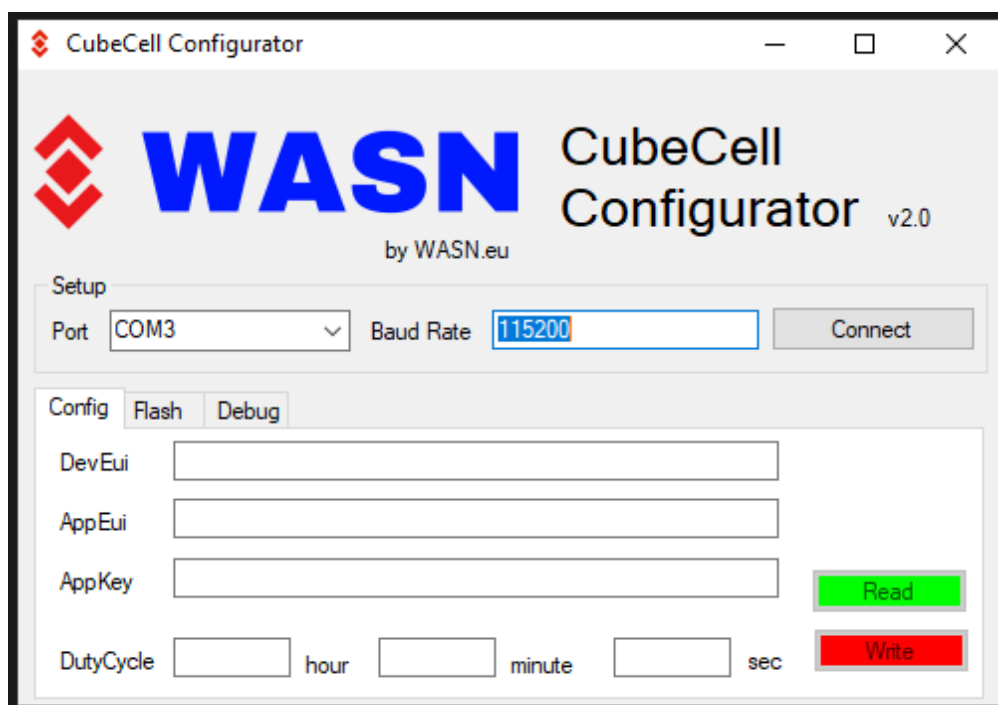 CubeCell Configurator
WASN
CubeCell
Configurator v2.0
by WASN.eu
Setup
Port COM3 Baud Rate 115200 Connect
Config Flash Debug
DevEui
AppEui
AppKey
Read
DutyCycle hour minute sec Write